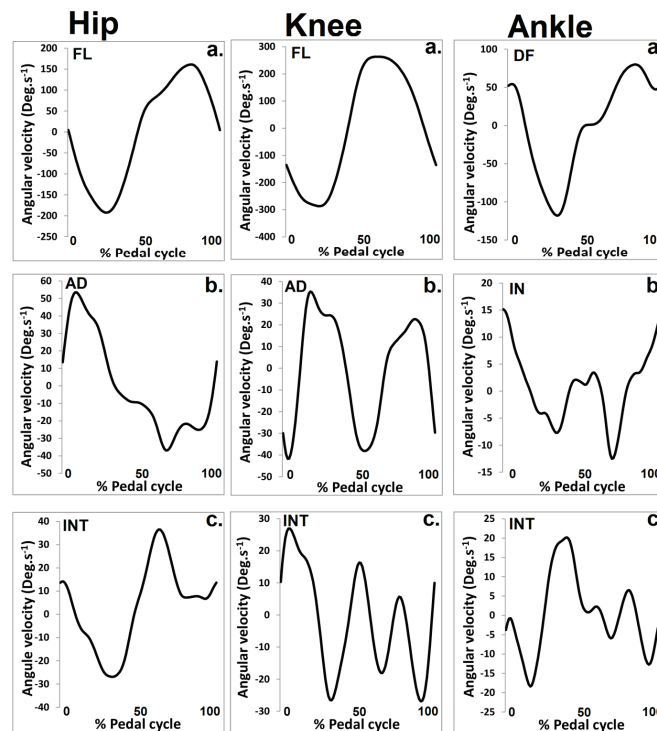 Hip Knee Ankle
FL
a.
Angular velocity (Deg.s⁻¹)
200
150
100
50
0
-50
-100
-150
-200
-250
0 50 100
% Pedal cycle
FL
a.
Angular velocity (Deg.s⁻¹)
300
200
100
0
-100
-200
-300
-400
0 50 100
% Pedal cycle
DF
a
Angular velocity (Deg.s⁻¹)
100
50
0
-50
-100
-150
0 50 100
% Pedal cycle
AD
b.
Angular velocity (Deg.s⁻¹)
60
50
40
30
20
10
0
-10
-20
-30
-40
-50
0 50 100
% Pedal cycle
AD
b.
Angular velocity (Deg.s⁻¹)
40
30
20
10
0
-10
-20
-30
-40
-50
0 50 100
% Pedal cycle
IN
b.
Angular velocity (Deg.s⁻¹)
20
15
10
5
0
-5
-10
-15
0 50 100
% Pedal cycle
INT
c.
Angule velocity (Deg.s⁻¹)
40
30
20
10
0
-10
-20
-30
-40
0 50 100
% Pedal cycle
INT
c.
Angular velocity (Deg.s⁻¹)
30
20
10
0
-10
-20
-30
0 50 100
% Pedal cycle
INT
c
Angular velocity (Deg.s⁻¹)
25
20
15
10
5
0
-5
-10
-15
-20
-25
0 50 100
% Pedal cycle